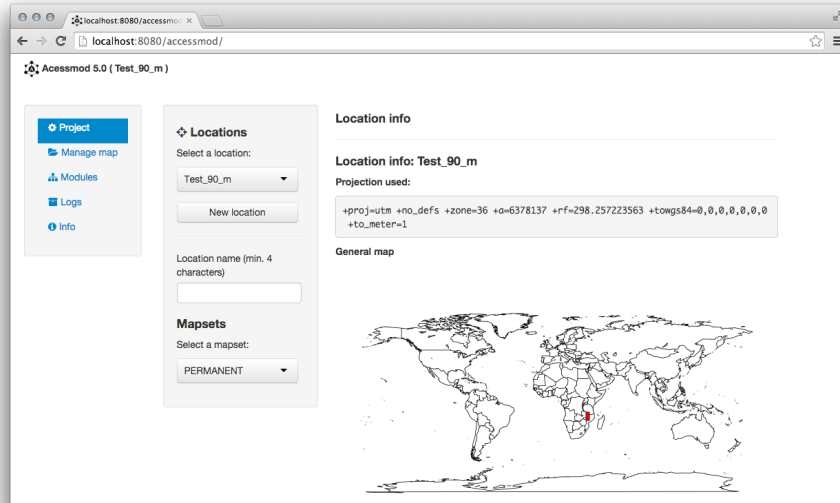 localhost:8080/accessmod
localhost:8080/accessmod/
Acessmod 5.0 ( Test_90_m )
Project
Manage map
Modules
Logs
Info
Locations
Select a location:
Test_90_m
New location
Location name (min. 4
characters)
Mapsets
Select a mapset:
PERMANENT
Location info
Location info: Test_90_m
Projection used:
+proj=utm +no_defs +zone=36 +a=6378137 +rf=298.257223563 +towgs84=0,0,0,0,0,0,0
+to_meter=1
General map